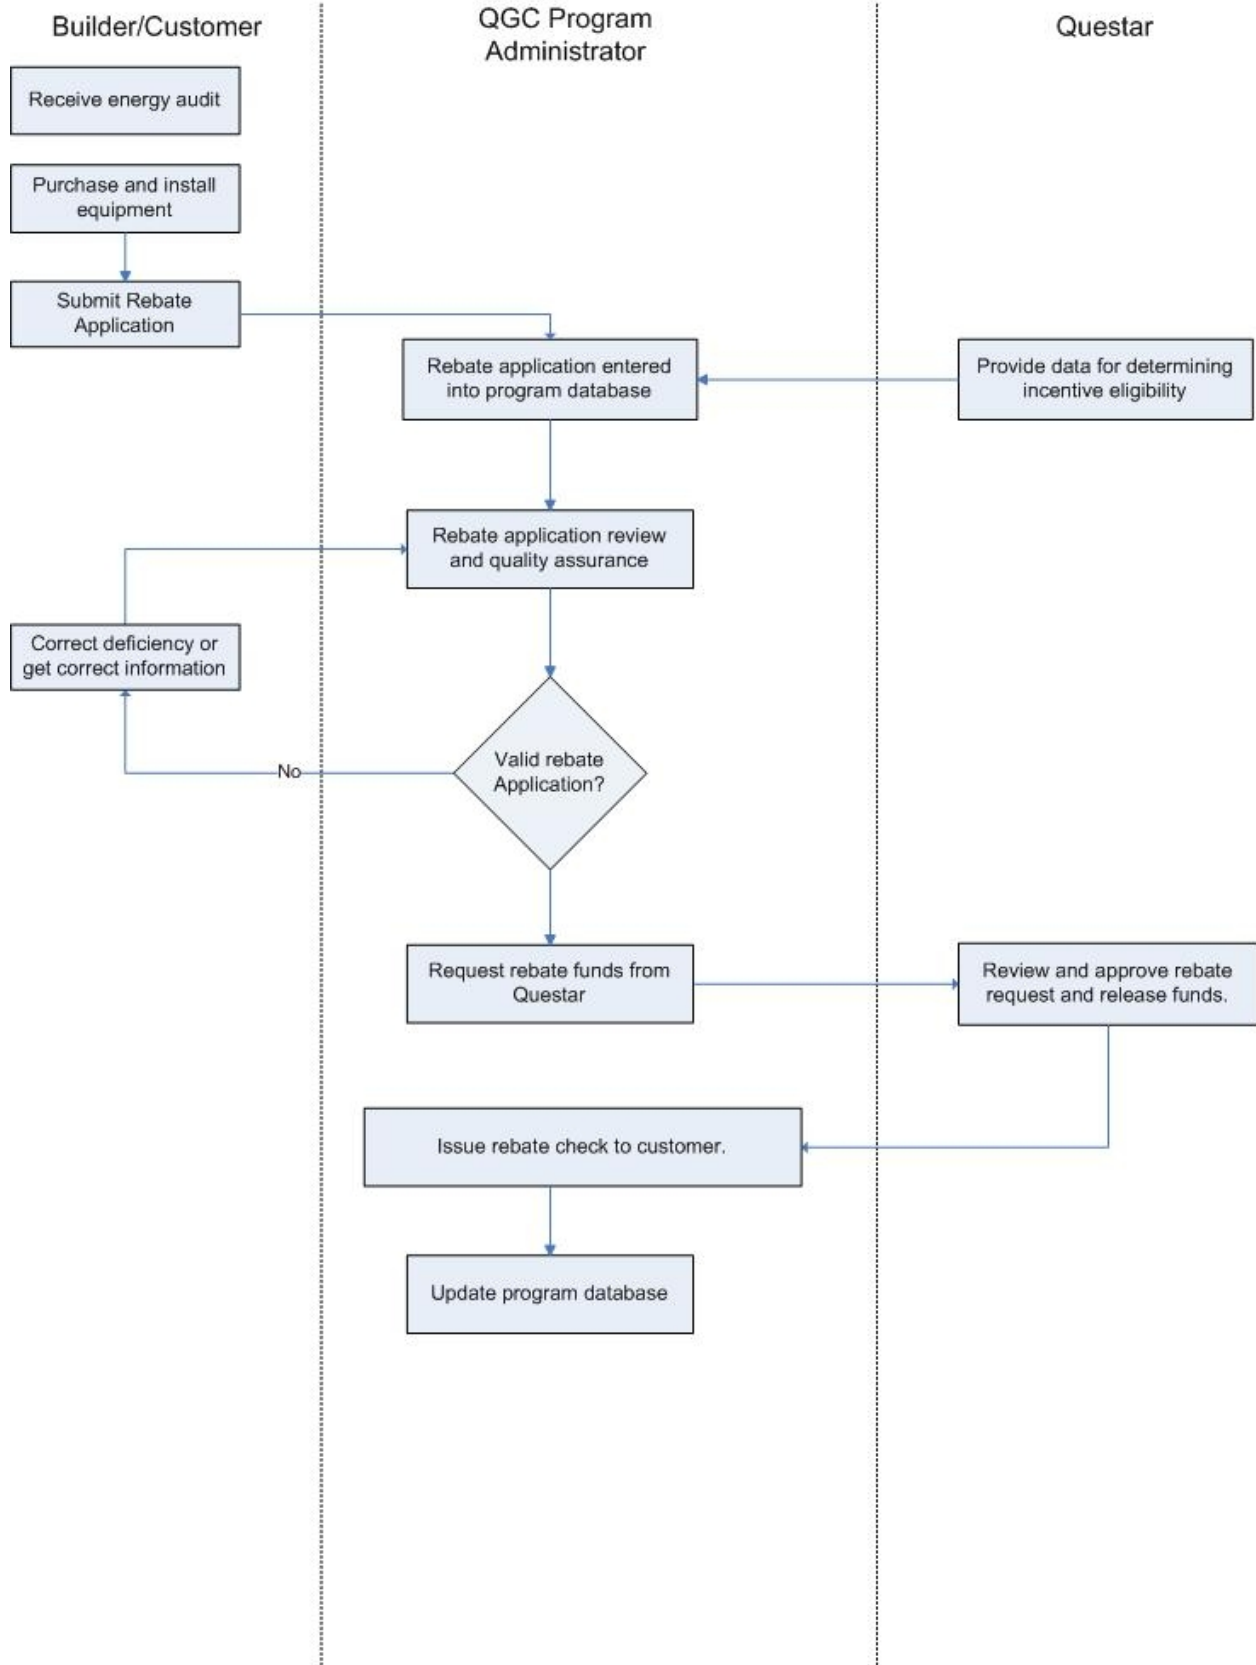 Builder/Customer
QGC Program
Administrator
Questar
Receive energy audit
Purchase and install
equipment
Submit Rebate
Application
Rebate application entered
into program database
Provide data for determining
incentive eligibility
Rebate application review
and quality assurance
Correct deficiency or
get correct information
Valid rebate
Application?
No
Request rebate funds from
Questar
Review and approve rebate
request and release funds.
Issue rebate check to customer.
Update program database